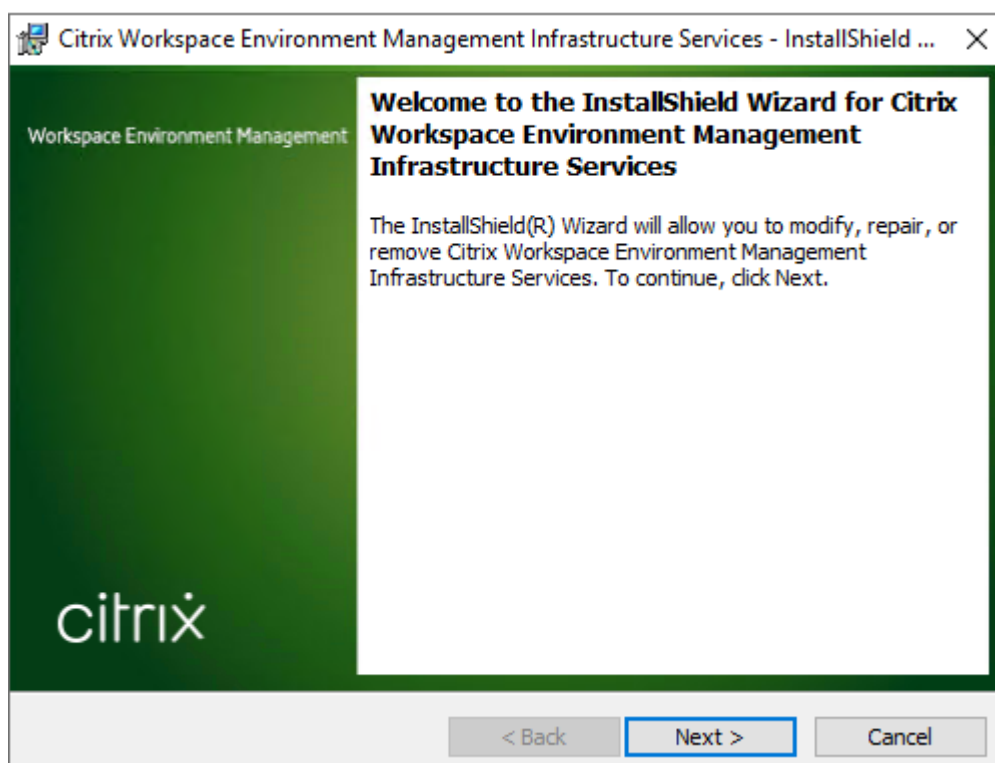 Citrix Workspace Environment Management Infrastructure Services - InstallShield ...
Workspace Environment Management
Welcome to the InstallShield Wizard for Citrix
Workspace Environment Management
Infrastructure Services
The InstallShield(R) Wizard will allow you to modify, repair, or
remove Citrix Workspace Environment Management
Infrastructure Services. To continue, click Next.
citrix
< Back
Next >
Cancel